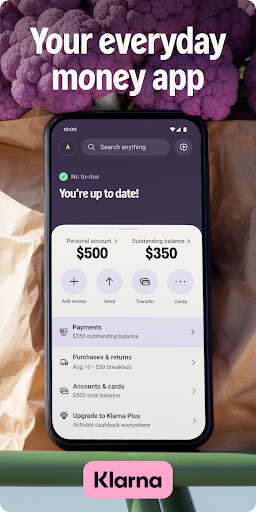 Your everyday
money app
10:00
A
Search anything
No to-dos
You're up to date!
Personal account
Outstanding balance
$500
$350
Add money
Send
Transfer
Cards
Payments
$350 outstanding balance
Purchases & returns
Aug 10 • $50 Sneakhub
Accounts & cards
$500 total balance
Upgrade to Klarna Plus
Activate cashback everywhere
Klarna